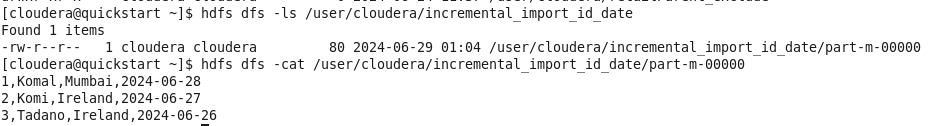 [cloudera@quickstart ~]$ hdfs dfs -ls /user/cloudera/incremental_import_id_date
Found 1 items
-rw-r--r--   1 cloudera cloudera         80 2024-06-29 01:04 /user/cloudera/incremental_import_id_date/part-m-00000
[cloudera@quickstart ~]$ hdfs dfs -cat /user/cloudera/incremental_import_id_date/part-m-00000
1,Komal,Mumbai,2024-06-28
2,Komi,Ireland,2024-06-27
3,Tadano,Ireland,2024-06-26